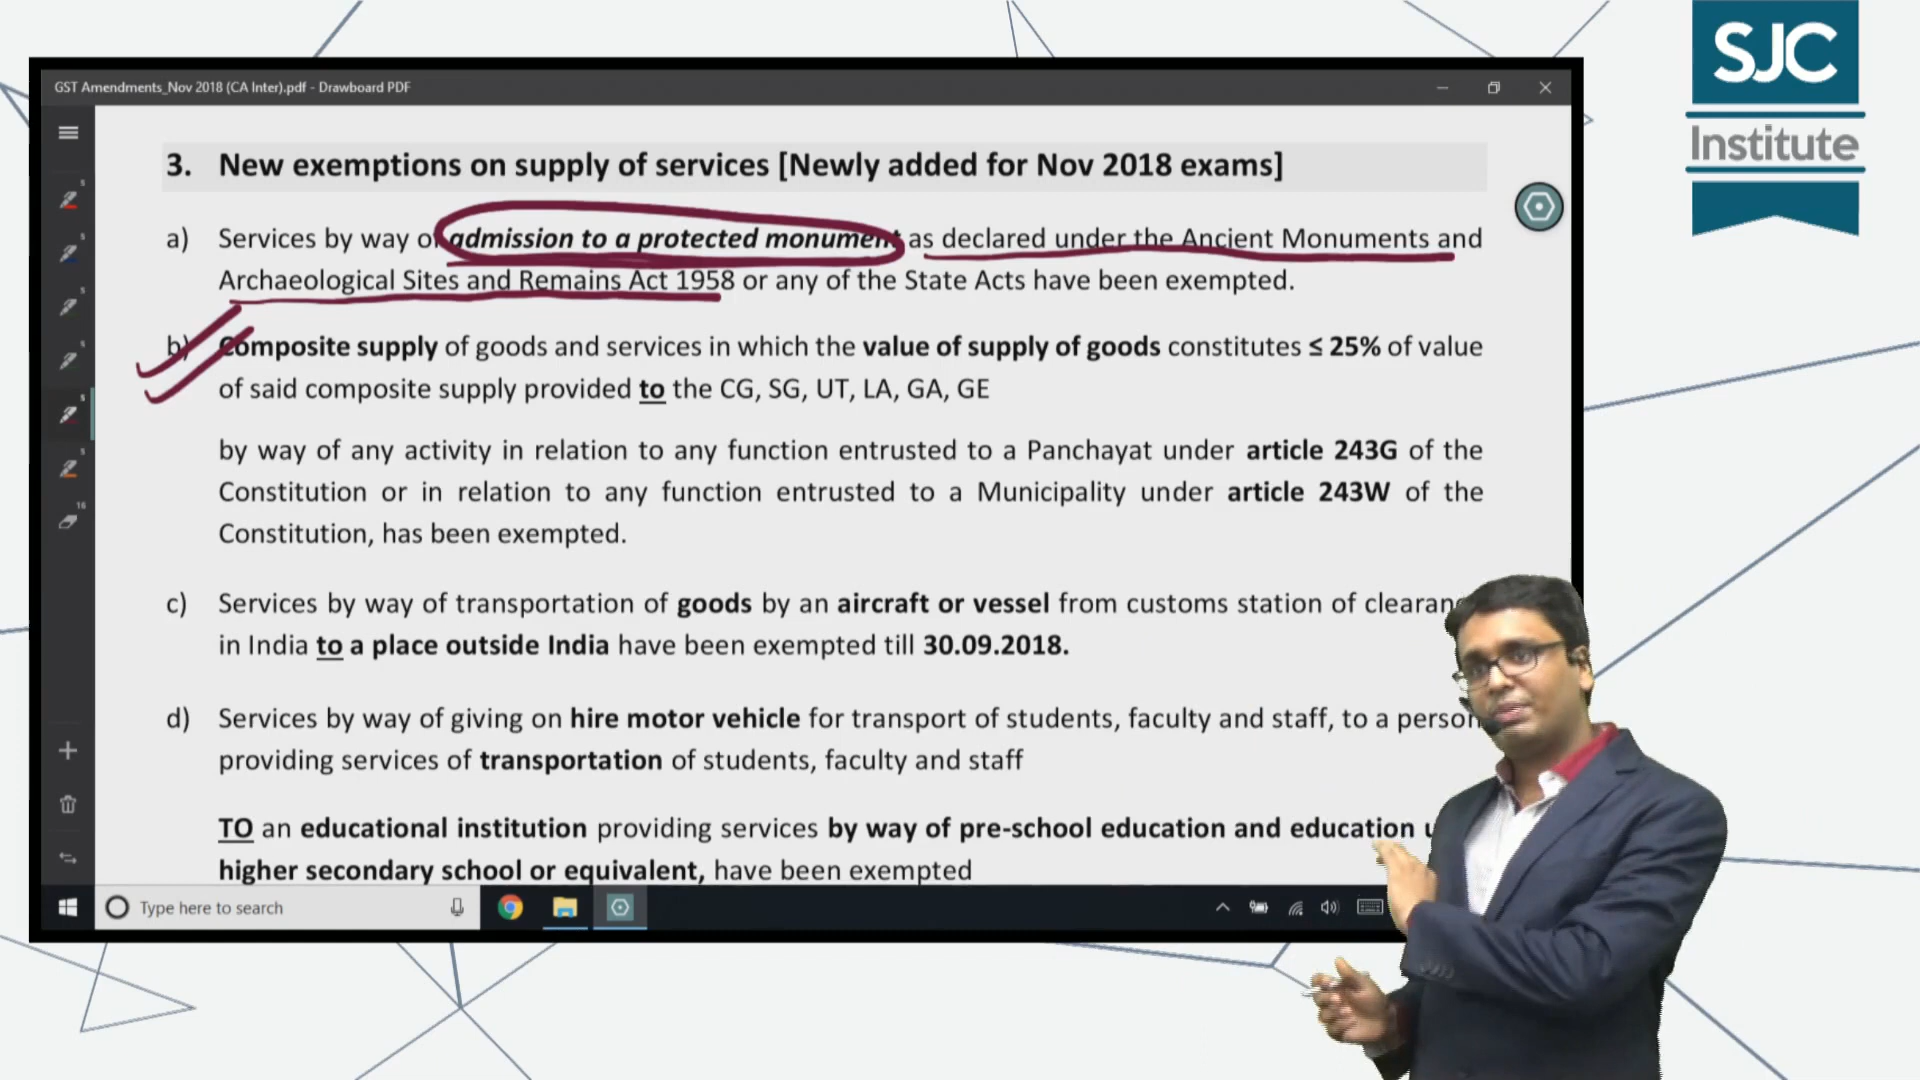 SJC
Institute
GST Amendments_Nov 2018 (CA Inter).pdf - Drawboard PDF
3. New exemptions on supply of services [Newly added for Nov 2018 exams]
a) Services by way of admission to a protected monument as declared under the Ancient Monuments and
Archaeological Sites and Remains Act 1958 or any of the State Acts have been exempted.
b) Composite supply of goods and services in which the value of supply of goods constitutes ≤ 25% of value
of said composite supply provided to the CG, SG, UT, LA, GA, GE
by way of any activity in relation to any function entrusted to a Panchayat under article 243G of the
Constitution or in relation to any function entrusted to a Municipality under article 243W of the
Constitution, has been exempted.
c) Services by way of transportation of goods by an aircraft or vessel from customs station of
in India to a place outside India have been exempted till 30.09.2018.
d) Services by way of giving on hire motor vehicle for transport of students, faculty and staff, to a person
providing services of transportation of students, faculty and staff
TO an educational institution providing services by way of pre-school education and education
higher secondary school or equivalent, have been exempted
Type here to search